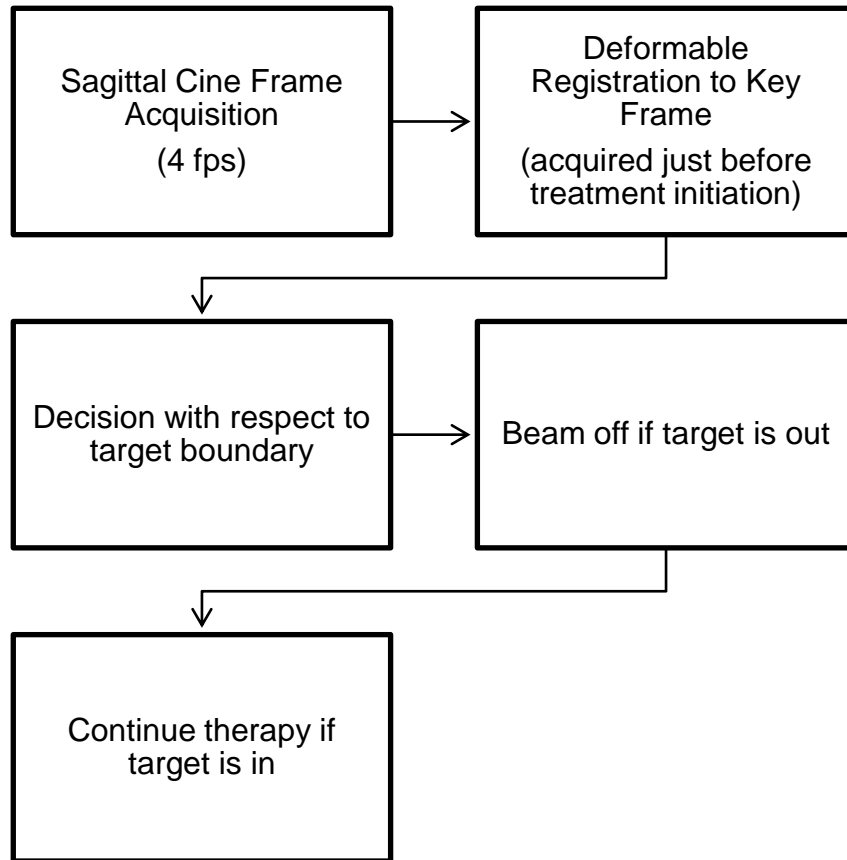 Sagittal Cine Frame
Acquisition
(4 fps)
Deformable
Registration to Key
Frame
(acquired just before
treatment initiation)
Decision with respect to
target boundary
Beam off if target is out
Continue therapy if
target is in